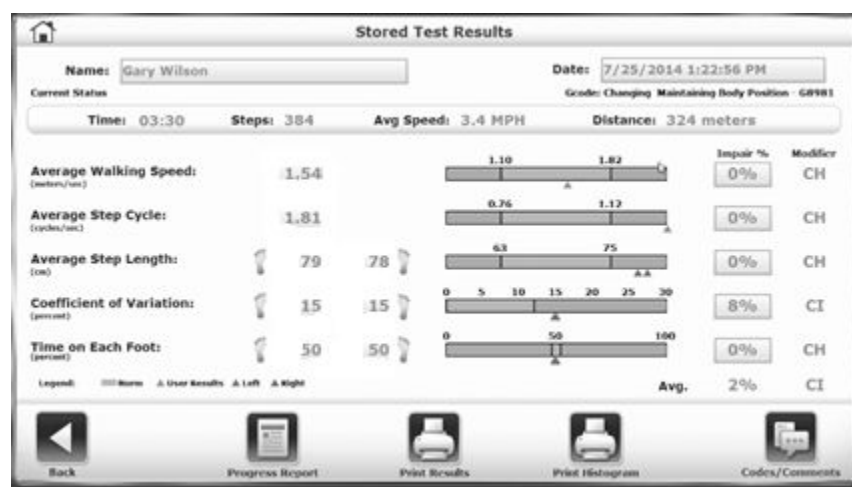 Stored Test Results
Name: Gary Wilson Date: 7/25/2014 1:22:56 PM
Current Status Gcode: Changing Maintaining Body Position - G8981
Time: 03:30 Steps: 384 Avg Speed: 3.4 MPH Distance: 324 meters
Impair % Modifier
1.10 1.82
Average Walking Speed: 1.54 0% CH
(meters/sec)
0.76 1.12
Average Step Cycle: 1.81 0% CH
(cycles/sec)
63 75
Average Step Length: 79 78 0% CH
(cm)
0 5 10 15 20 25 30
Coefficient of Variation: 15 15 8% CI
(percent)
0 50 100
Time on Each Foot: 50 50 0% CH
(percent)
Legend: Norm User Results Left Right Avg. 2% CI
Back Progress Report Print Results Print Histogram Codes/Comments